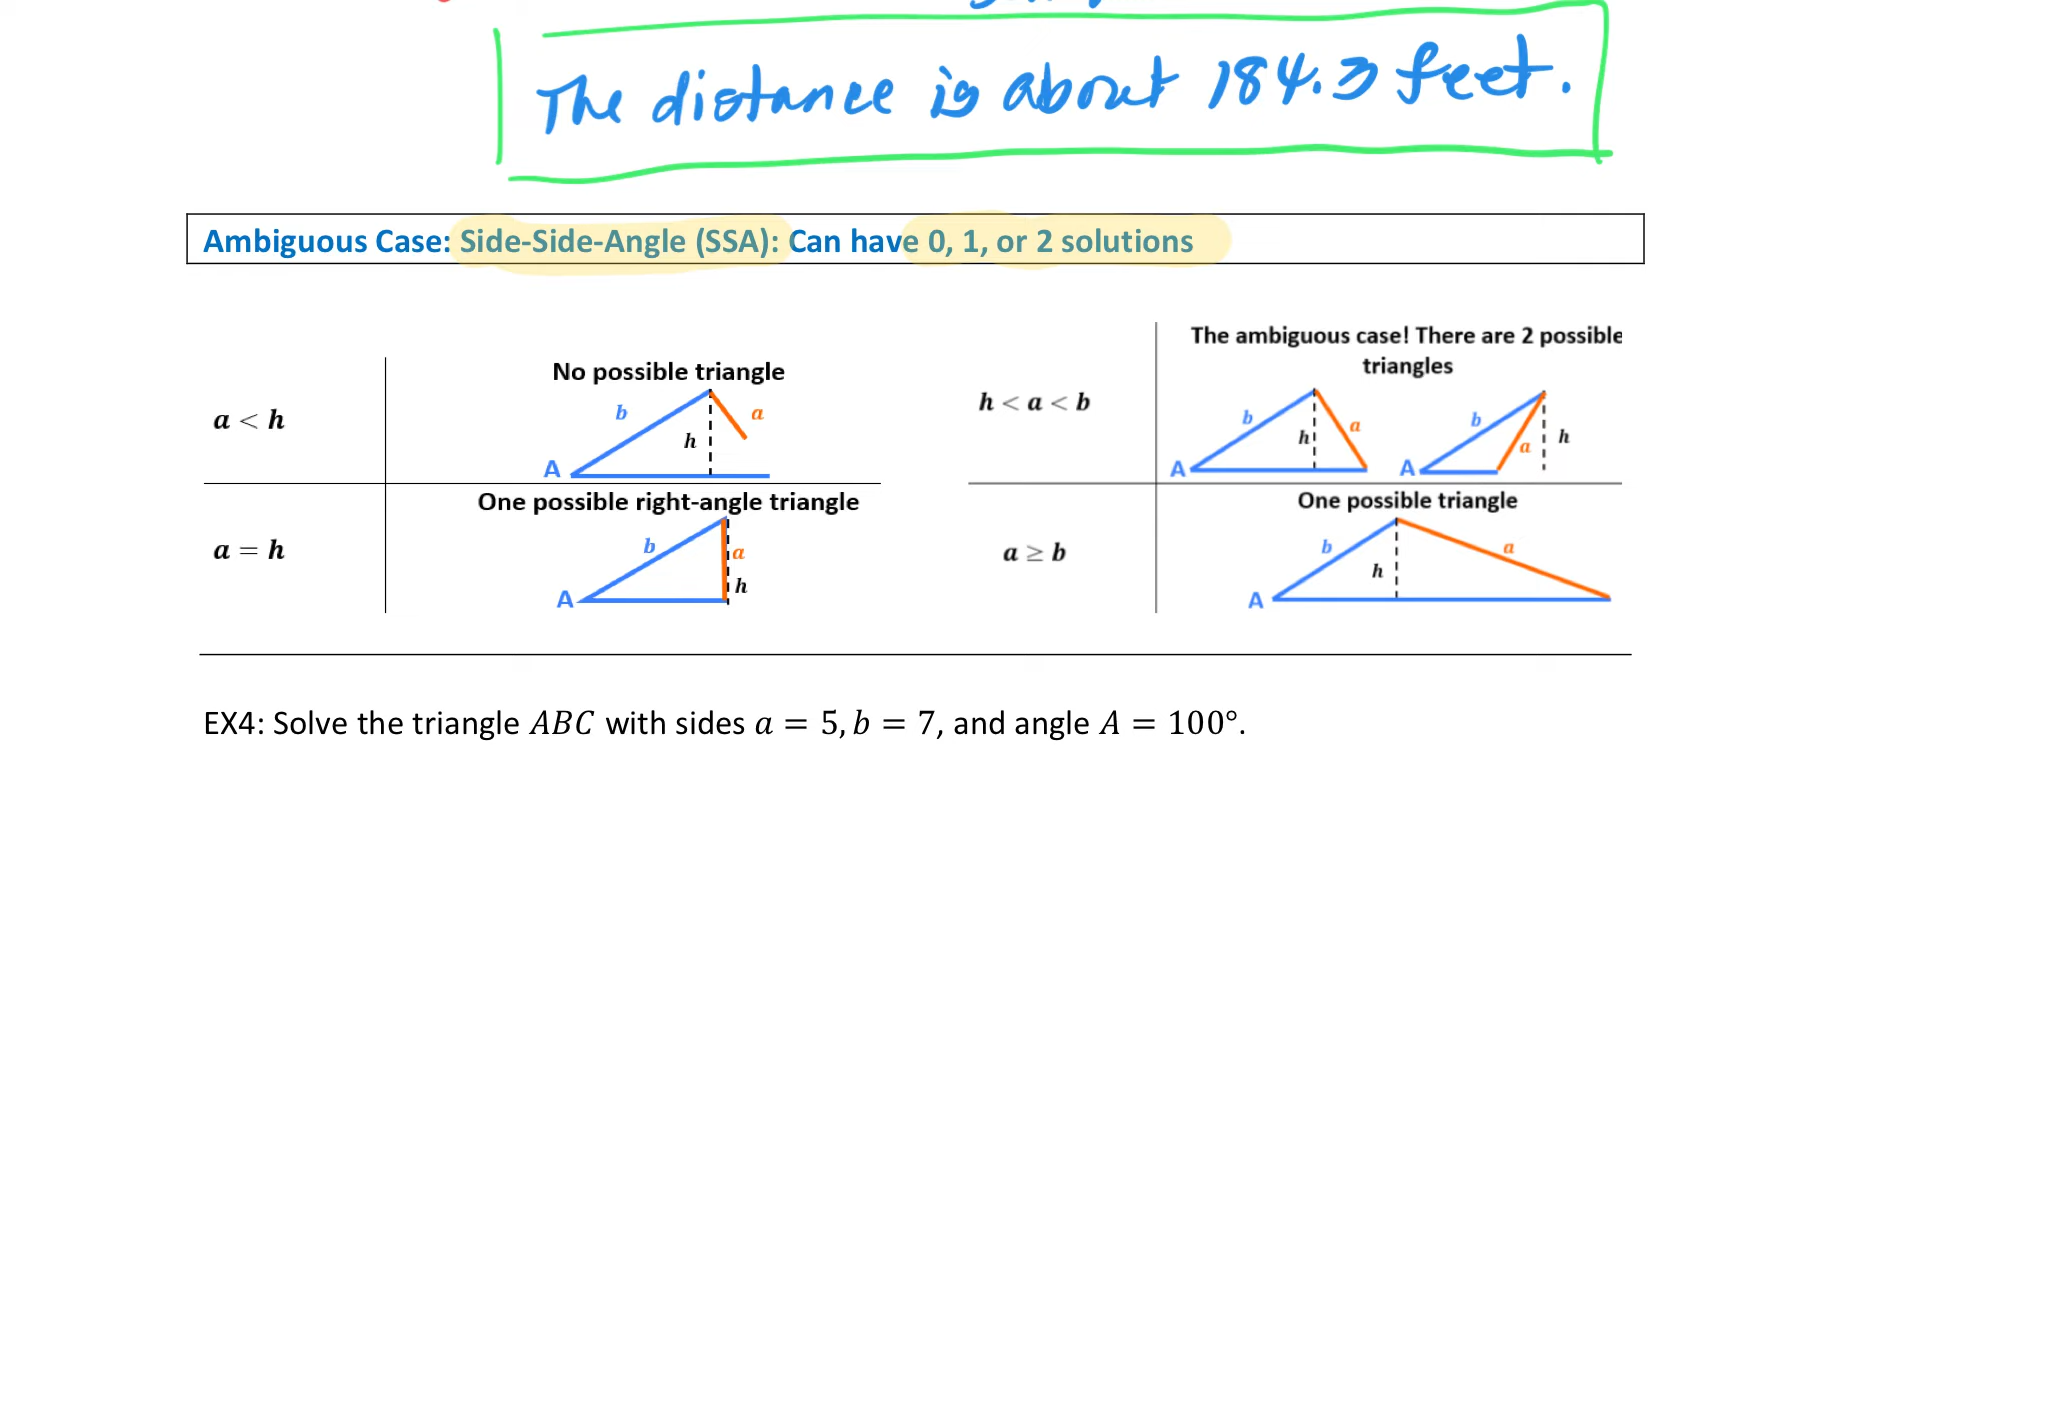 The distance is about 184.3 feet.
Ambiguous Case: Side-Side-Angle (SSA): Can have 0, 1, or 2 solutions
a < h
No possible triangle
b
a
h
A
a = h
One possible right-angle triangle
b
a
h
A
h < a < b
The ambiguous case! There are 2 possible
triangles
b
h
a
A
b
a
h
A
a ≥ b
One possible triangle
b
a
h
A
EX4: Solve the triangle ABC with sides a = 5, b = 7, and angle A = 100°.